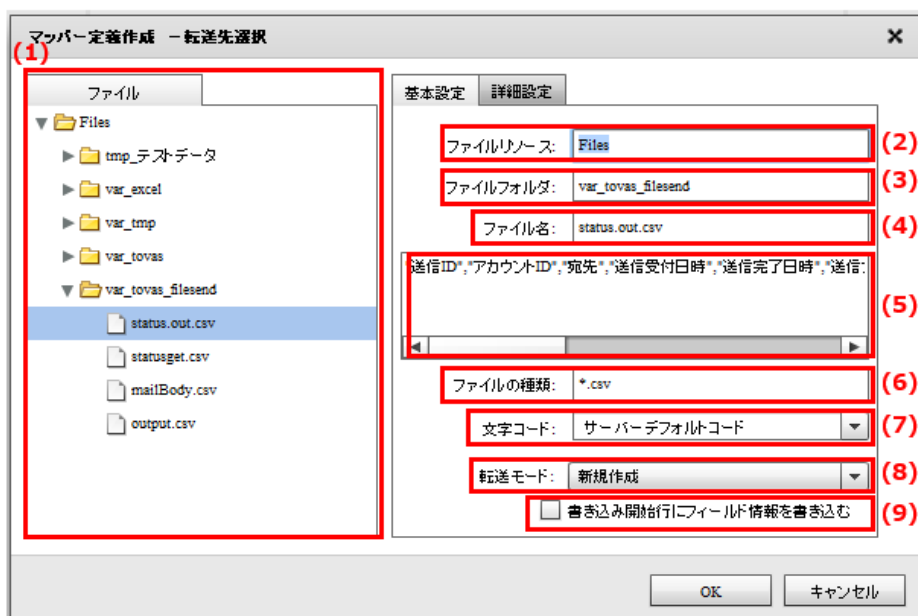 マッパー定義作成 －転送先選択
(1)
ファイル
Files
tmp_テストデータ
var_excel
var_tmp
var_tovas
var_tovas_filesend
status.out.csv
statusget.csv
mailBody.csv
output.csv
基本設定 詳細設定
ファイルリソース: Files (2)
ファイルフォルダ: var_tovas_filesend (3)
ファイル名: status.out.csv (4)
"送信ID","アカウントID","宛先","送信受付日時","送信完了日時","送信 (5)
ファイルの種類: *.csv (6)
文字コード: サーバーデフォルトコード (7)
転送モード: 新規作成 (8)
書き込み開始行にフィールド情報を書き込む (9)
OK キャンセル